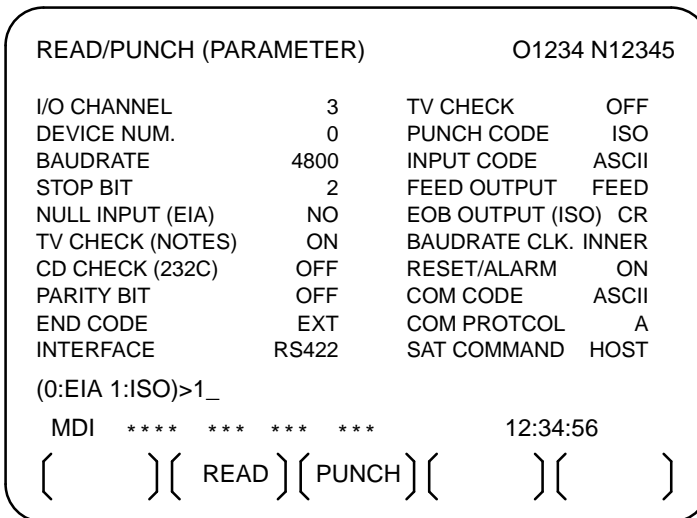 READ/PUNCH (PARAMETER) O1234 N12345
I/O CHANNEL 3 TV CHECK OFF
DEVICE NUM. 0 PUNCH CODE ISO
BAUDRATE 4800 INPUT CODE ASCII
STOP BIT 2 FEED OUTPUT FEED
NULL INPUT (EIA) NO EOB OUTPUT (ISO) CR
TV CHECK (NOTES) ON BAUDRATE CLK. INNER
CD CHECK (232C) OFF RESET/ALARM ON
PARITY BIT OFF COM CODE ASCII
END CODE EXT COM PROTCOL A
INTERFACE RS422 SAT COMMAND HOST
(0:EIA 1:ISO)>1_
MDI **** *** *** *** 12:34:56
[ ] [ READ ] [ PUNCH ] [ ] [ ]